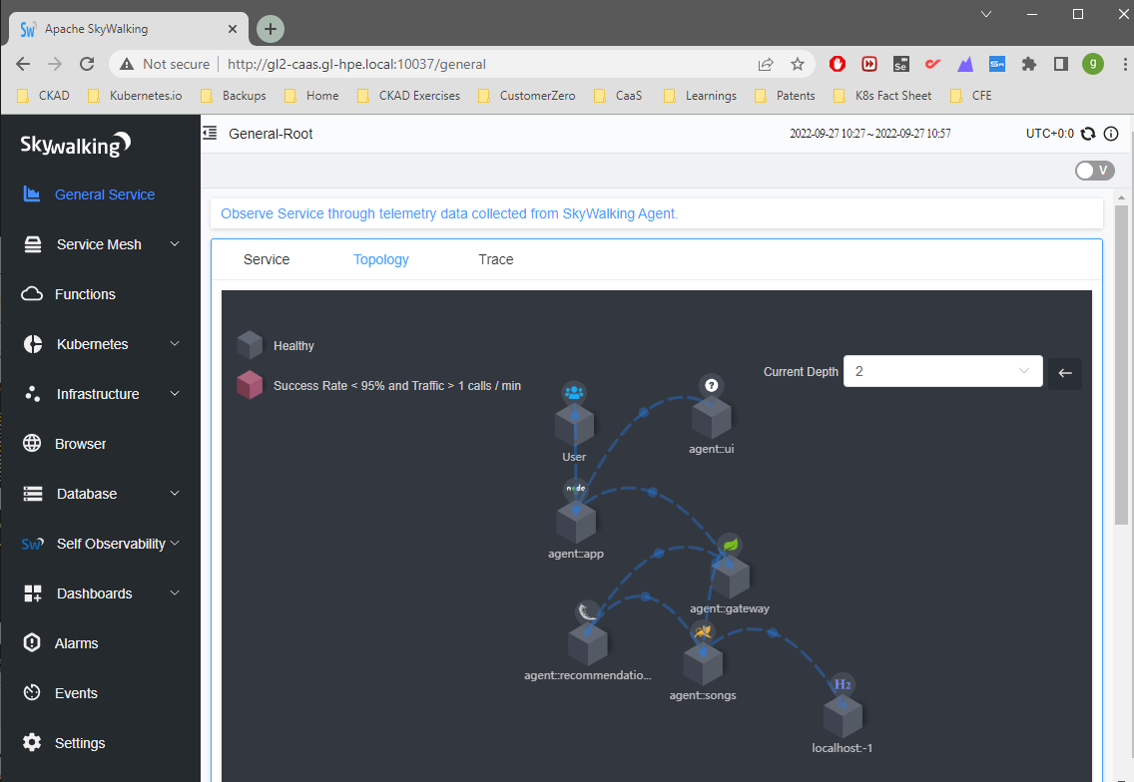 Apache SkyWalking
Not secure | http://gl2-caas.gl-hpe.local:10037/general
Se
g
CKAD Kubernetes.io Backups Home CKAD Exercises CustomerZero CaaS Learnings Patents K8s Fact Sheet CFE
Skywalking
General-Root
2022-09-27 10:27 ~ 2022-09-27 10:57
UTC+0:0
V
General Service
Service Mesh
Functions
Kubernetes
Infrastructure
Browser
Database
Self Observability
Dashboards
Alarms
Events
Settings
Observe Service through telemetry data collected from SkyWalking Agent.
Service Topology Trace
Healthy
Success Rate < 95% and Traffic > 1 calls / min
Current Depth 2
User
agent::ui
node
agent::app
agent::gateway
agent::recommendatio...
agent::songs
H2
localhost:-1